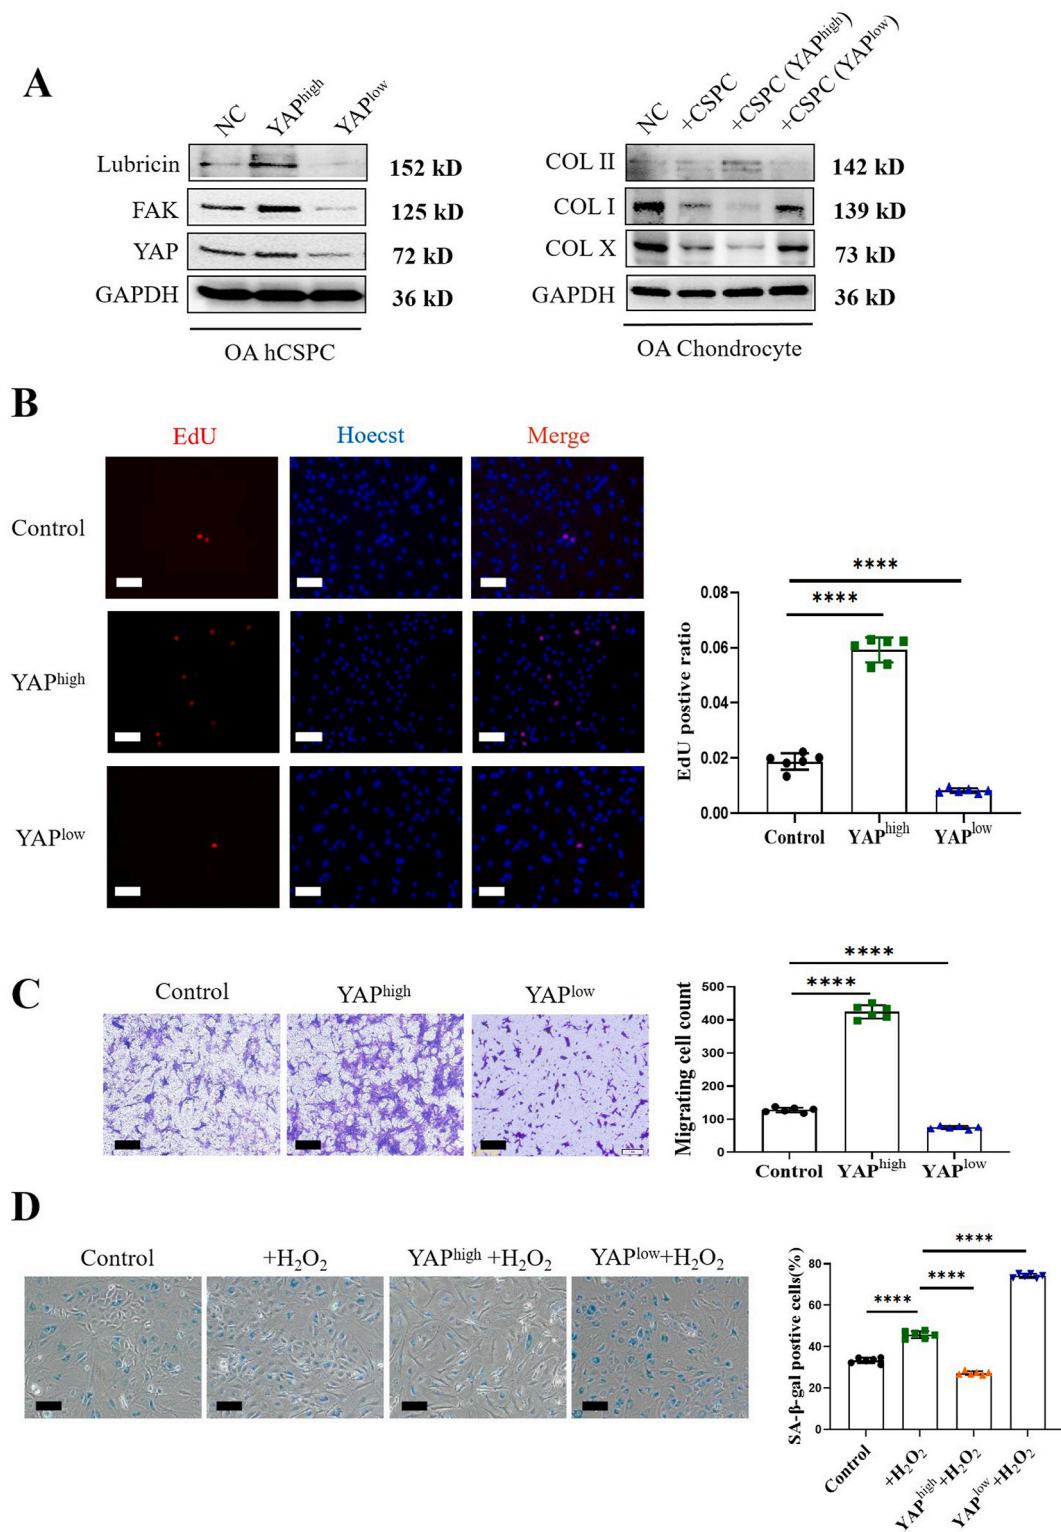 A
NC
YAPhigh
YAPlow
Lubricin
152 kD
FAK
125 kD
YAP
72 kD
GAPDH
36 kD
OA hCSPC
NC
+CSPC
+CSPC (YAPhigh)
+CSPC (YAPlow)
COL II
142 kD
COL I
139 kD
COL X
73 kD
GAPDH
36 kD
OA Chondrocyte
B
EdU
Hoecst
Merge
Control
YAPhigh
YAPlow
****
****
EdU postive ratio
0.08
0.06
0.04
0.02
0.00
Control
YAPhigh
YAPlow
C
Control
YAPhigh
YAPlow
****
****
Migrating cell count
500
400
300
200
100
0
Control
YAPhigh
YAPlow
D
Control
+H2O2
YAPhigh +H2O2
YAPlow+H2O2
****
****
****
SA-β-gal postive cells(%)
80
60
40
20
0
Control
+H2O2
YAPhigh+H2O2
YAPlow+H2O2